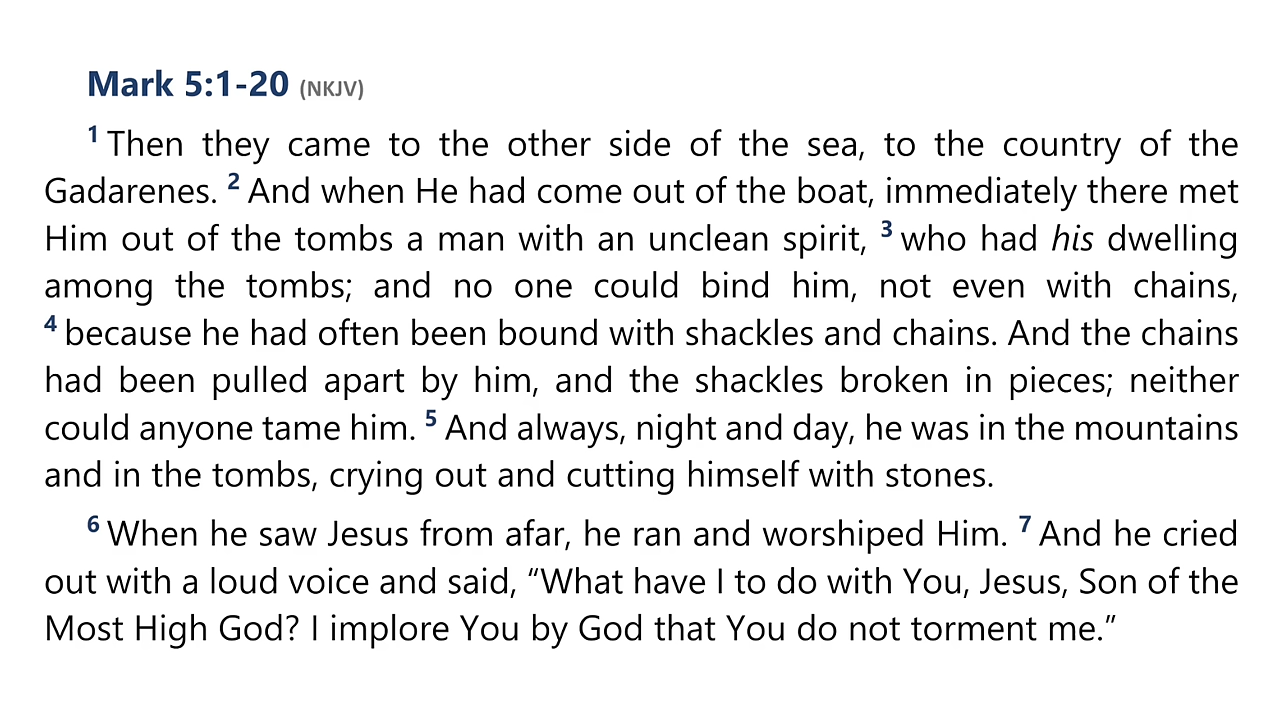 Mark 5:1-20 (NKJV)
1 Then they came to the other side of the sea, to the country of the
Gadarenes. 2 And when He had come out of the boat, immediately there met
Him out of the tombs a man with an unclean spirit, 3 who had his dwelling
among the tombs; and no one could bind him, not even with chains,
4 because he had often been bound with shackles and chains. And the chains
had been pulled apart by him, and the shackles broken in pieces; neither
could anyone tame him. 5 And always, night and day, he was in the mountains
and in the tombs, crying out and cutting himself with stones.
6 When he saw Jesus from afar, he ran and worshiped Him. 7 And he cried
out with a loud voice and said, “What have I to do with You, Jesus, Son of the
Most High God? I implore You by God that You do not torment me.”